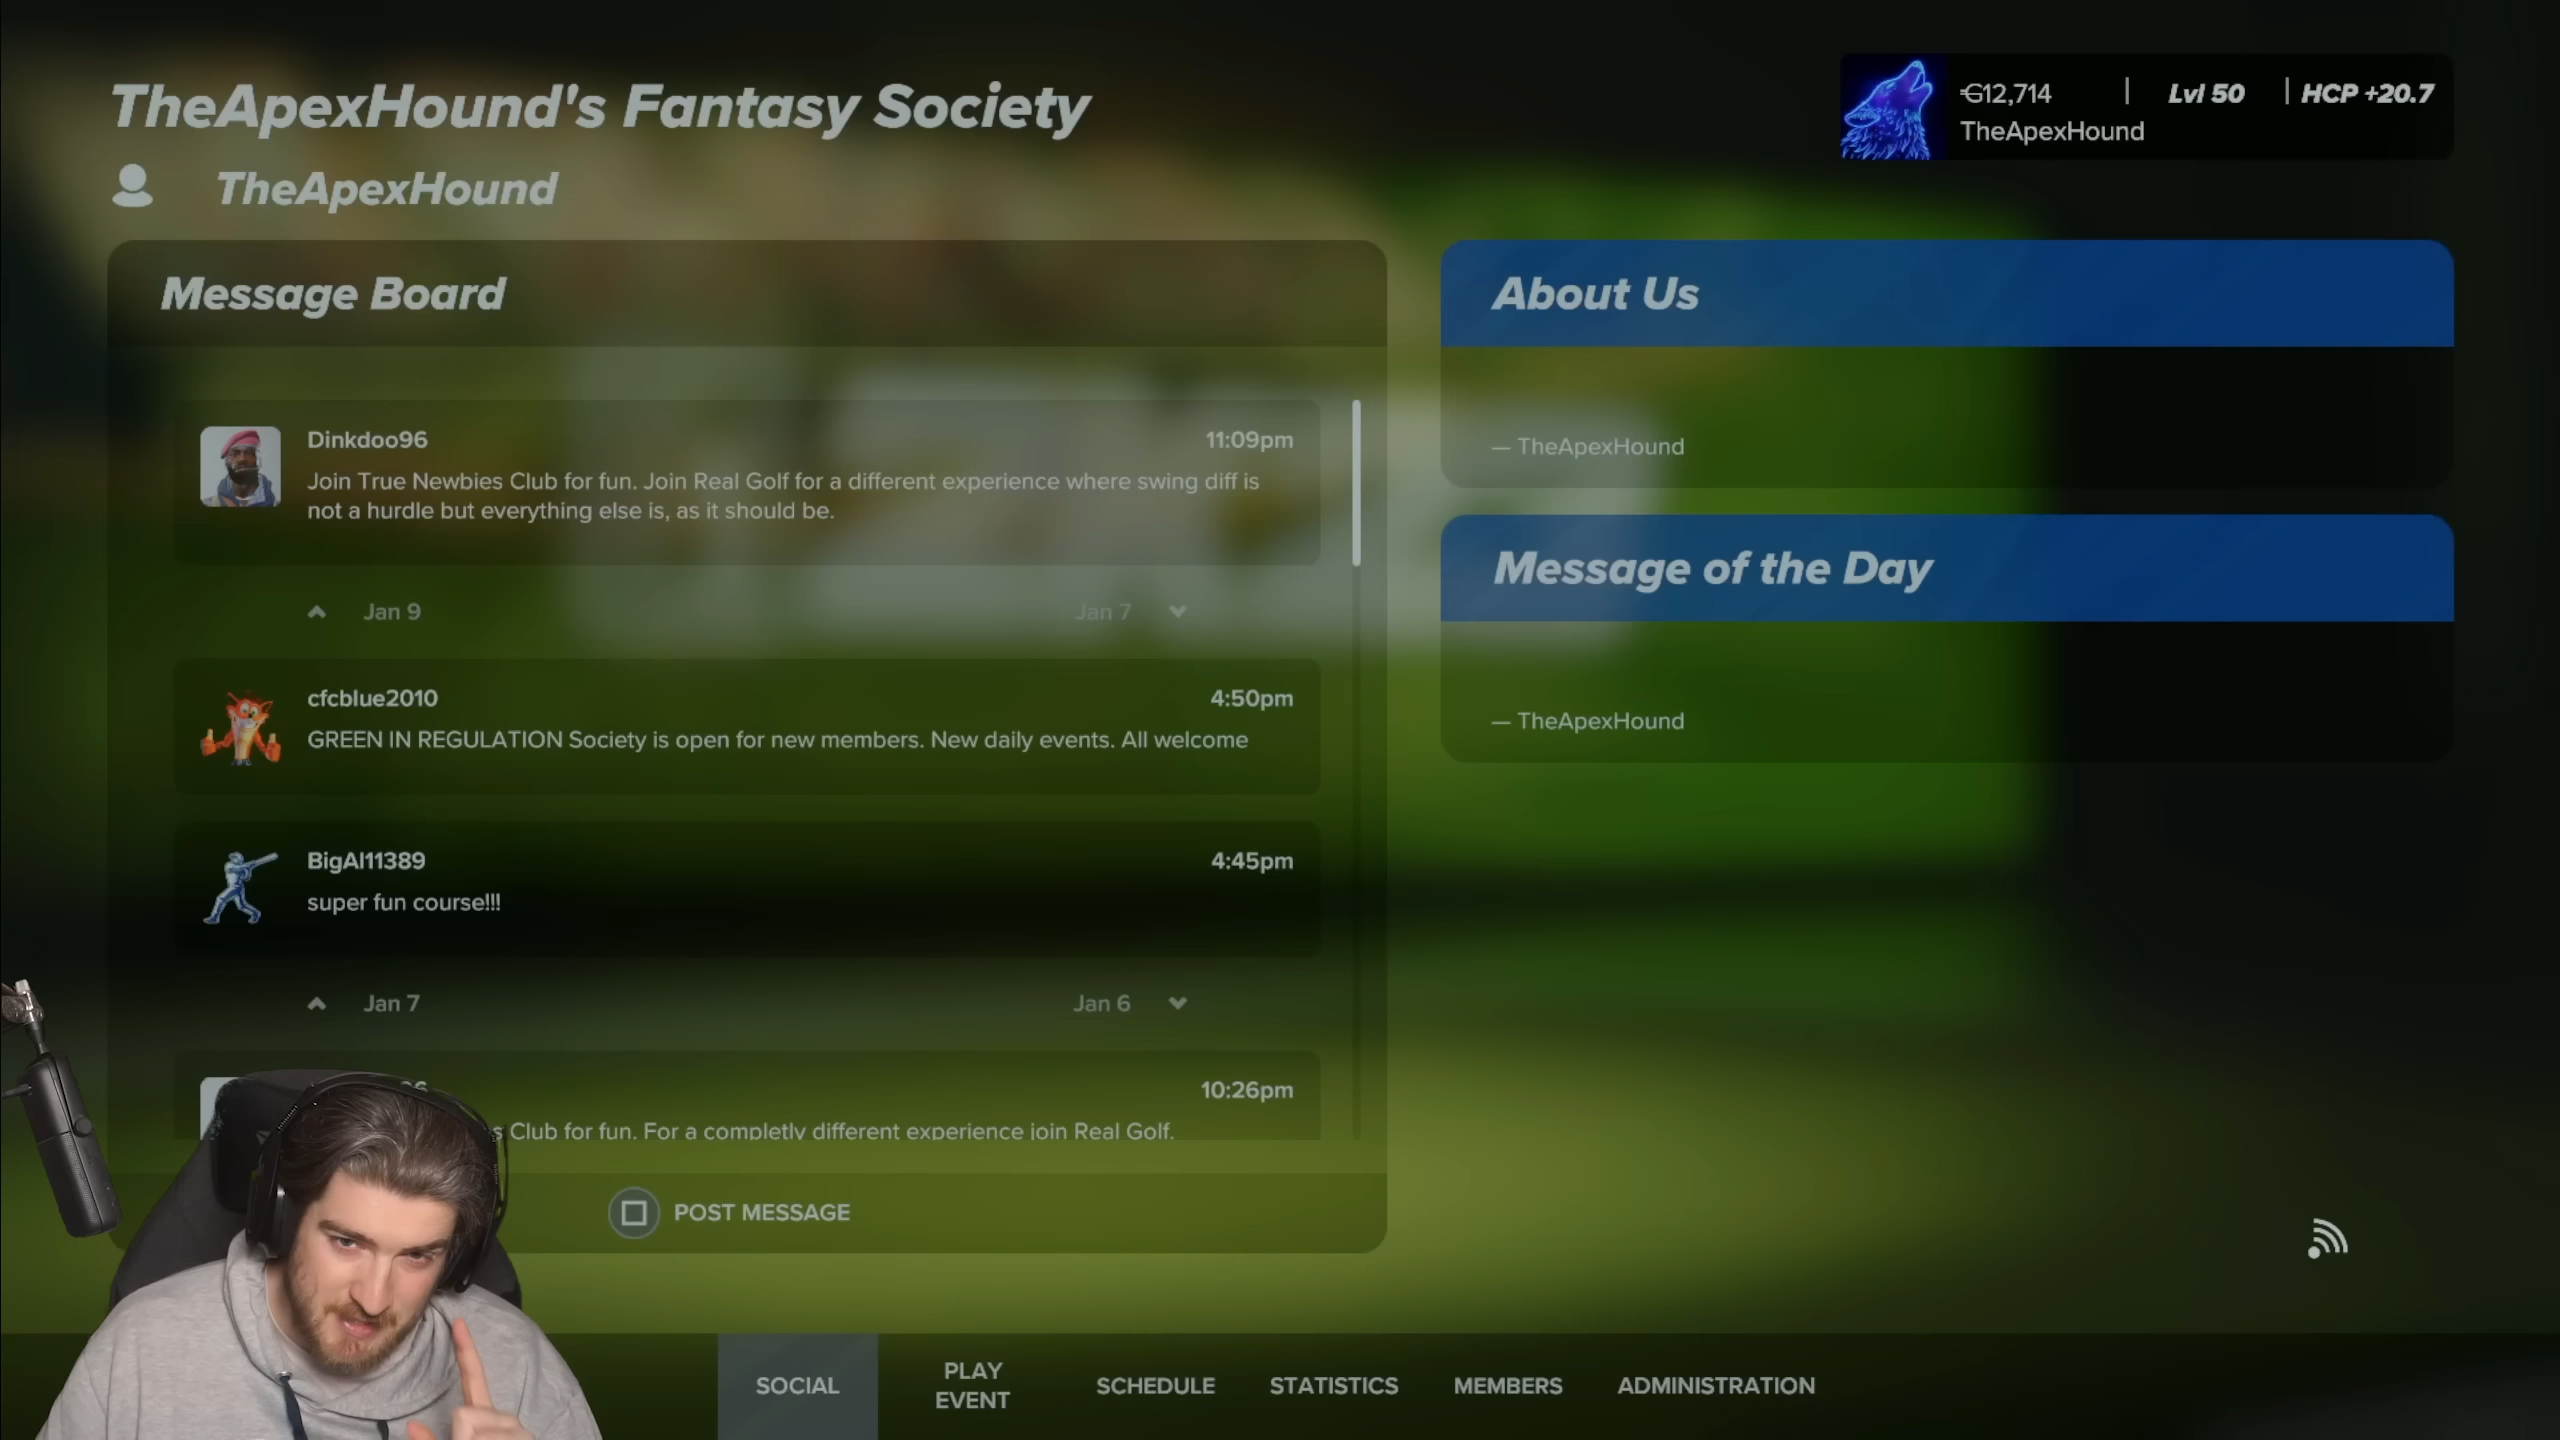 TheApexHound's Fantasy Society
TheApexHound
G12,714 | Lvl 50 | HCP +20.7
TheApexHound
Message Board
Dinkdoo96 11:09pm
Join True Newbies Club for fun. Join Real Golf for a different experience where swing diff is
not a hurdle but everything else is, as it should be.
Jan 9 Jan 7
cfcblue2010 4:50pm
GREEN IN REGULATION Society is open for new members. New daily events. All welcome
BigAl11389 4:45pm
super fun course!!!
Jan 7 Jan 6
10:26pm
Club for fun. For a completly different experience join Real Golf.
POST MESSAGE
About Us
— TheApexHound
Message of the Day
— TheApexHound
SOCIAL
PLAY
EVENT
SCHEDULE
STATISTICS
MEMBERS
ADMINISTRATION